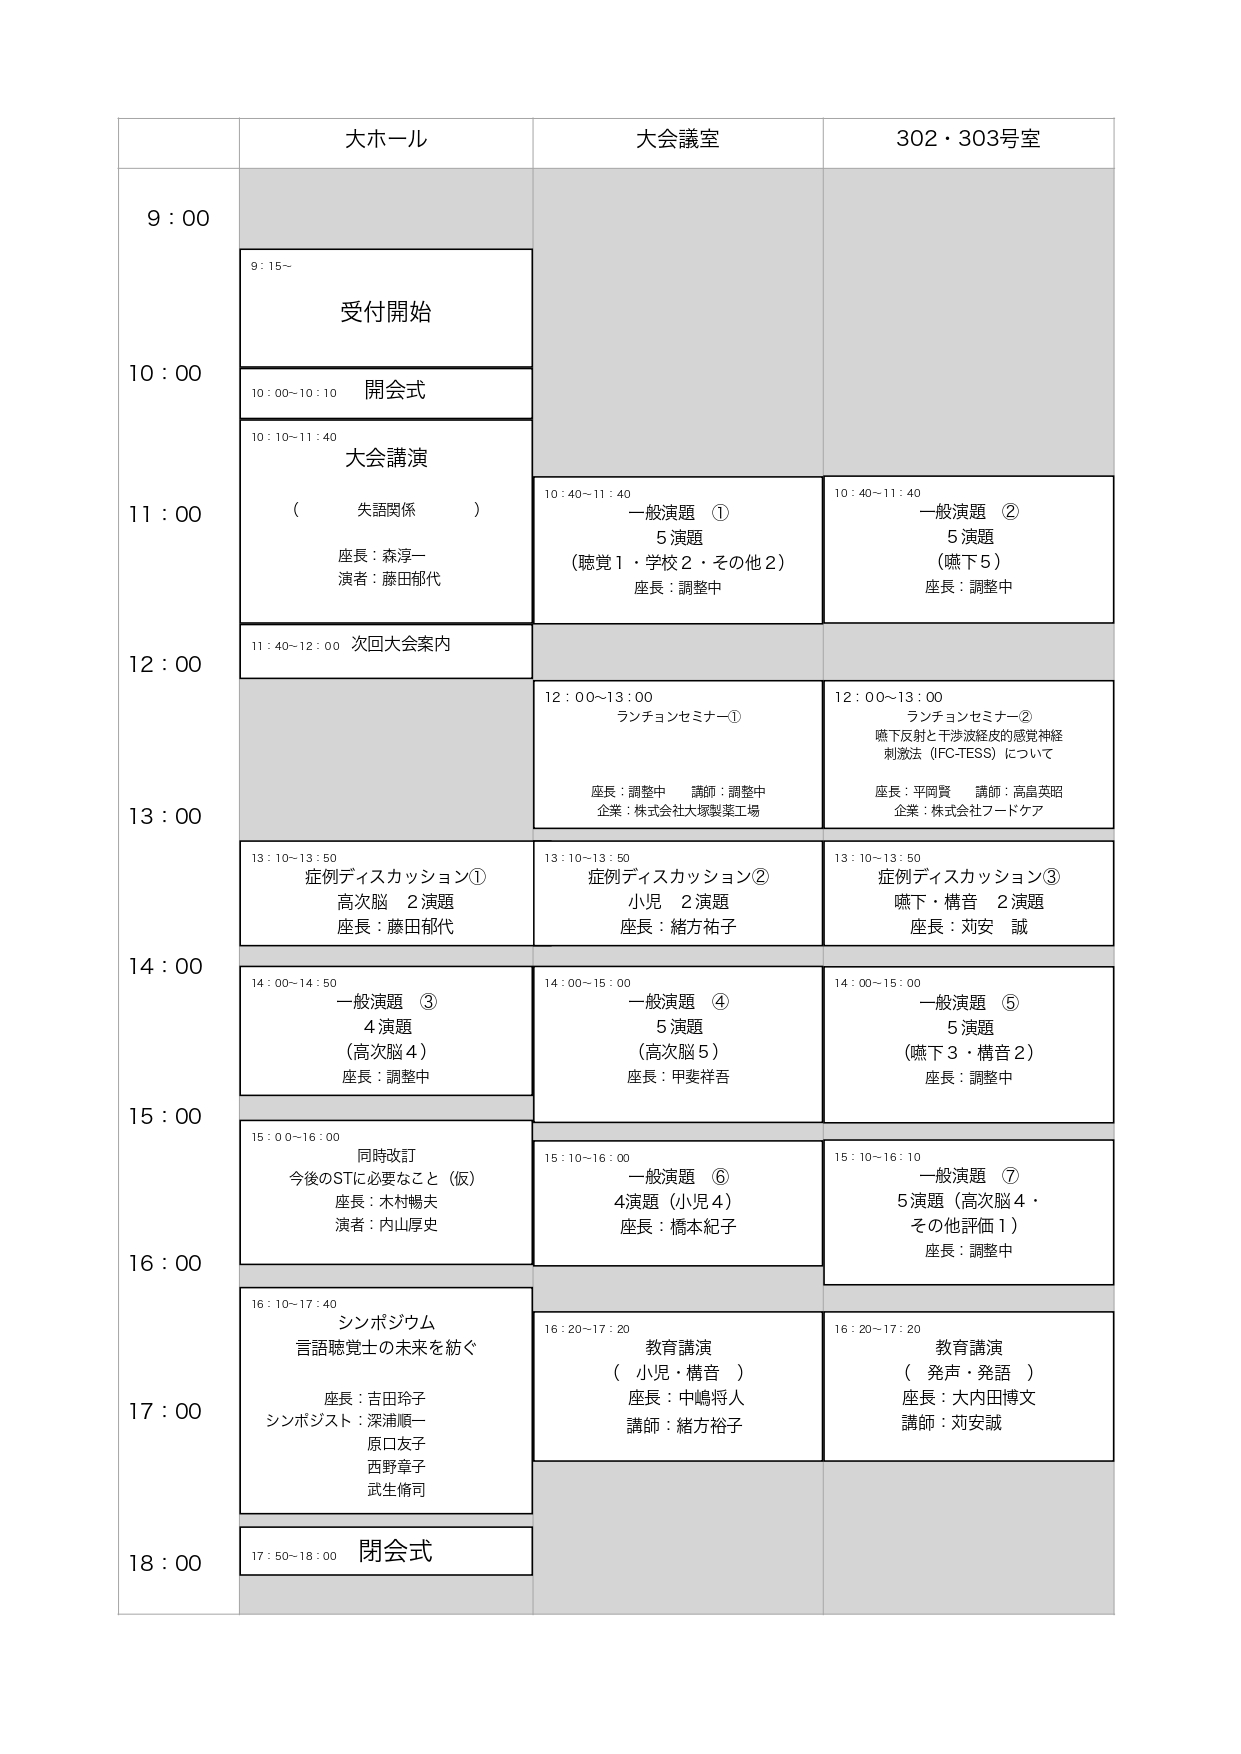 大ホール
大会議室
302・303号室
9：00
10：00
11：00
12：00
13：00
14：00
15：00
16：00
17：00
18：00
9：15〜
受付開始
10：00〜10：10 開会式
10：10〜11：40
大会講演
（ 失語関係 ）
座長：森淳一
演者：藤田郁代
11：40〜12：00 次回大会案内
13：10〜13：50
症例ディスカッション①
高次脳　２演題
座長：藤田郁代
14：00〜14：50
一般演題　③
４演題
（高次脳４）
座長：調整中
15：００〜16：00
同時改訂
今後のSTに必要なこと（仮）
座長：木村暢夫
演者：内山厚史
16：10〜17：40
シンポジウム
言語聴覚士の未来を紡ぐ
座長：吉田玲子
シンポジスト：深浦順一
原口友子
西野章子
武生脩司
17：50〜18：00 閉会式
10：40〜11：40
一般演題　①
５演題
（聴覚１・学校２・その他２）
座長：調整中
12：００〜13：00
ランチョンセミナー①
座長：調整中　　講師：調整中
企業：株式会社大塚製薬工場
13：10〜13：50
症例ディスカッション②
小児　２演題
座長：緒方祐子
14：00〜15：00
一般演題　④
５演題
（高次脳５）
座長：甲斐祥吾
15：10〜16：00
一般演題　⑥
4演題（小児４）
座長：橋本紀子
16：20〜17：20
教育講演
（　小児・構音　）
座長：中嶋将人
講師：緒方裕子
10：40〜11：40
一般演題　②
５演題
（嚥下５）
座長：調整中
12：００〜13：00
ランチョンセミナー②
嚥下反射と干渉波経皮的感覚神経
刺激法（IFC-TESS）について
座長：平岡賢　　講師：高畠英昭
企業：株式会社フードケア
13：10〜13：50
症例ディスカッション③
嚥下・構音　２演題
座長：苅安　誠
14：00〜15：00
一般演題　⑤
５演題
（嚥下３・構音２）
座長：調整中
15：10〜16：10
一般演題　⑦
５演題（高次脳４・
その他評価１）
座長：調整中
16：20〜17：20
教育講演
（　発声・発語　）
座長：大内田博文
講師：苅安誠